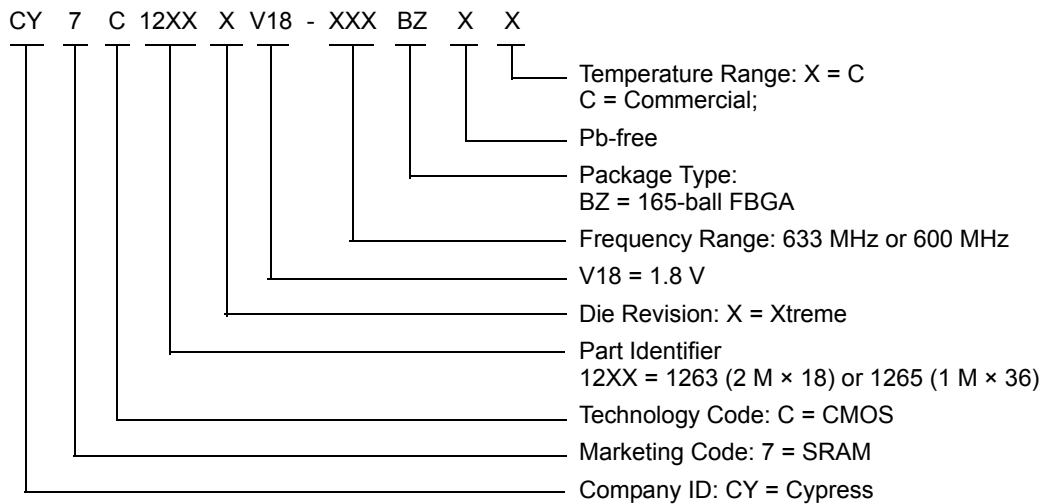 CY 7 C 12XX X V18 - XXX BZ X X
Temperature Range: X = C
C = Commercial;
Pb-free
Package Type:
BZ = 165-ball FBGA
Frequency Range: 633 MHz or 600 MHz
V18 = 1.8 V
Die Revision: X = Xtreme
Part Identifier
12XX = 1263 (2 M × 18) or 1265 (1 M × 36)
Technology Code: C = CMOS
Marketing Code: 7 = SRAM
Company ID: CY = Cypress